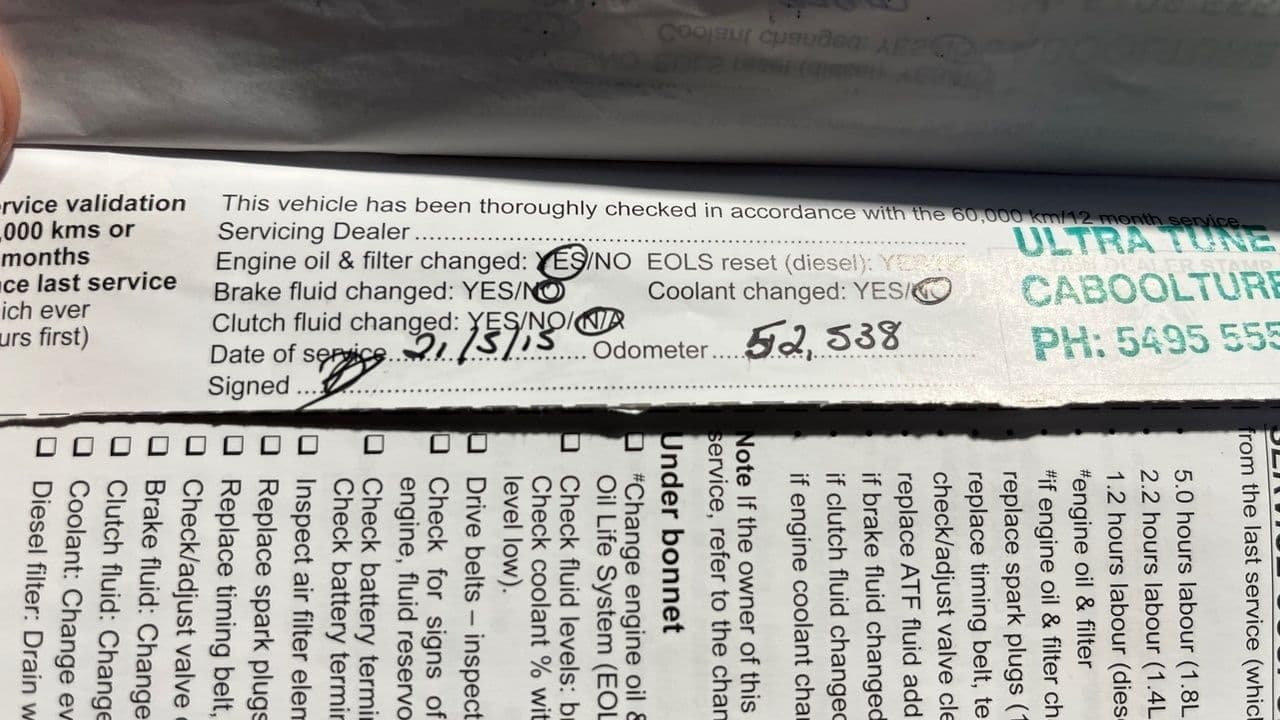 rvice validation
000 kms or
months
ce last service
ich ever
urs first)
This vehicle has been thoroughly checked in accordance with the 60,000 km/12 month service
Servicing Dealer
Engine oil & filter changed: YES/NO EOLS reset (diesel): YES
Brake fluid changed: YES/NO Coolant changed: YES/NO
Clutch fluid changed: YES/NO/N/A
Date of service 21/5/15 Odometer 52,538
Signed
ULTRA TUNE
CABOOLTURE
PH: 5495 555
from the last service (whic
5.0 hours labour (1.8L
2.2 hours labour (1.4L
1.2 hours labour (dies
#engine oil & filter
#if engine oil & filter ch
replace spark plugs (1
replace timing belt, te
check/adjust valve cle
replace ATF fluid add
if brake fluid changed
if clutch fluid changed
if engine coolant cha
Note If the owner of this
service, refer to the chan
Under bonnet
#Change engine oil &
Oil Life System (EOL
Check fluid levels: b
Check coolant % wit
level low).
Drive belts – inspect
Check for signs of
engine, fluid reservo
Check battery termi
Check battery termin
Inspect air filter elem
Replace spark plugs
Replace timing belt,
Check/adjust valve
Brake fluid: Change
Clutch fluid: Change
Coolant: Change ev
Diesel filter: Drain w